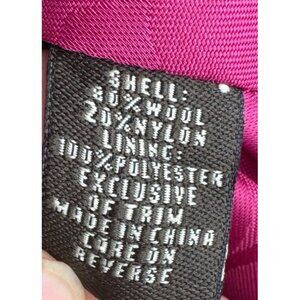 SHELL:
80% WOOL
20% NYLON
LINING:
100% POLYESTER
EXCLUSIVE
OF TRIM
MADE IN CHINA
CARE ON
REVERSE